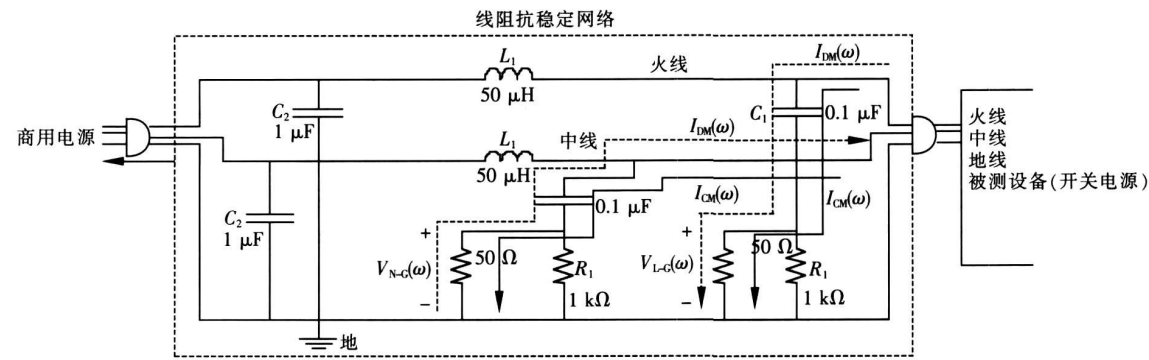 线阻抗稳定网络
L₁
50 μH
火线
I_DM(ω)
C₂
1 μF
C₁
0.1 μF
商用电源
L₁
50 μH
中线
I_DM(ω)
火线
中线
地线
被测设备(开关电源)
C₂
1 μF
0.1 μF
I_CM(ω)
I_CM(ω)
+
V_N-G(ω)
−
50 Ω
R₁
1 kΩ
+
V_L-G(ω)
−
50 Ω
R₁
1 kΩ
地